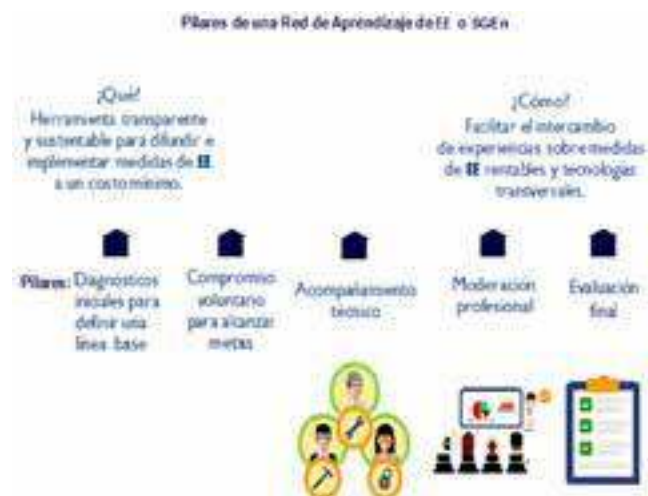 Pilares de una Red de Aprendizaje de EE o SGEn
¿Qué?
Herramienta transparente
y sustentable para difundir e
implementar medidas de EE
a un costo mínimo.
¿Cómo?
Facilitar el intercambio
de experiencias sobre medidas
de EE rentables y tecnologías
transversales.
Pilares:
Diagnósticos
iniciales para
definir una
línea base
Compromiso
voluntario
para alcanzar
metas
Acompañamiento
técnico
Moderación
profesional
Evaluación
final